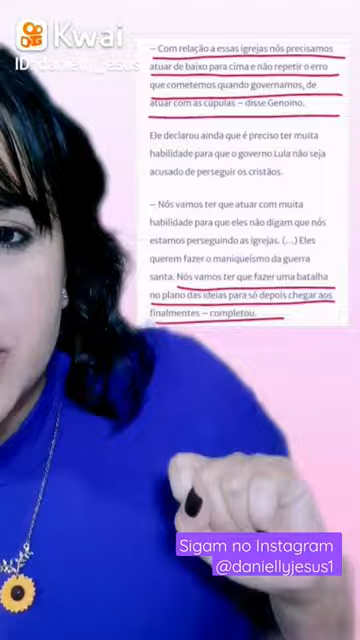 Kwai
– Com relação a essas igrejas nós precisamos
atuar de baixo para cima e não repetir o erro
que cometemos quando governamos, de
atuar com as cúpulas – disse Genoino.
Ele declarou ainda que é preciso ter muita
habilidade para que o governo Lula não seja
acusado de perseguir os cristãos.
– Nós vamos ter que atuar com muita
habilidade para que eles não digam que nós
estamos perseguindo as igrejas. (...) Eles
querem fazer o maniqueísmo da guerra
santa. Nós vamos ter que fazer uma batalha
no plano das ideias para só depois chegar aos
finalmentes – completou.
Sigam no Instagram
@daniellyjesus1